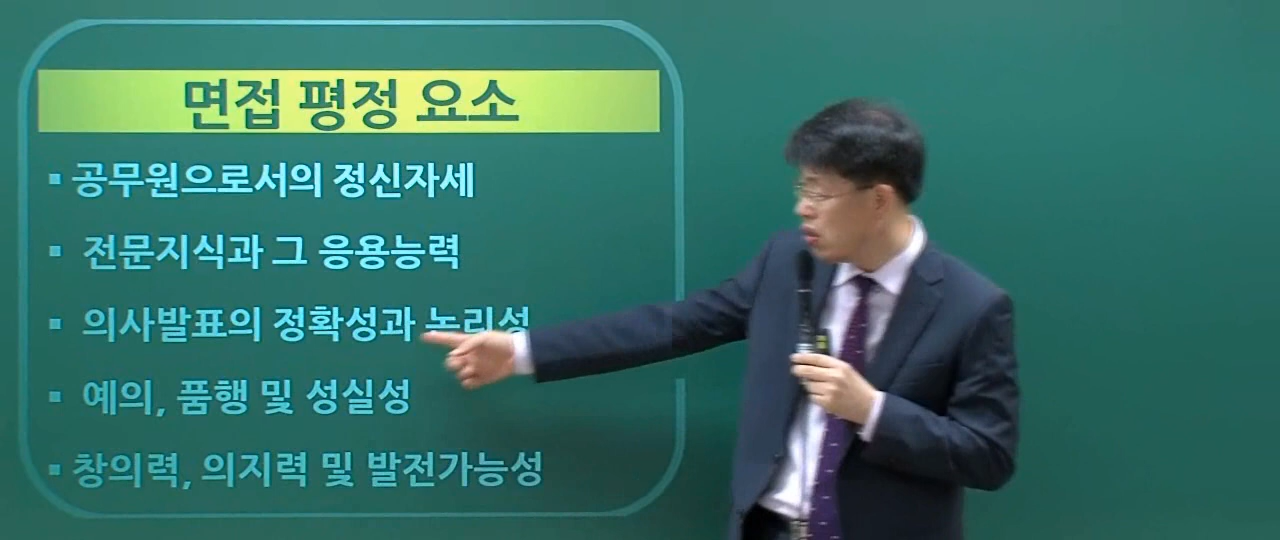 면접 평정 요소
▪ 공무원으로서의 정신자세
▪ 전문지식과 그 응용능력
▪ 의사발표의 정확성과 논리성
▪ 예의, 품행 및 성실성
▪ 창의력, 의지력 및 발전가능성